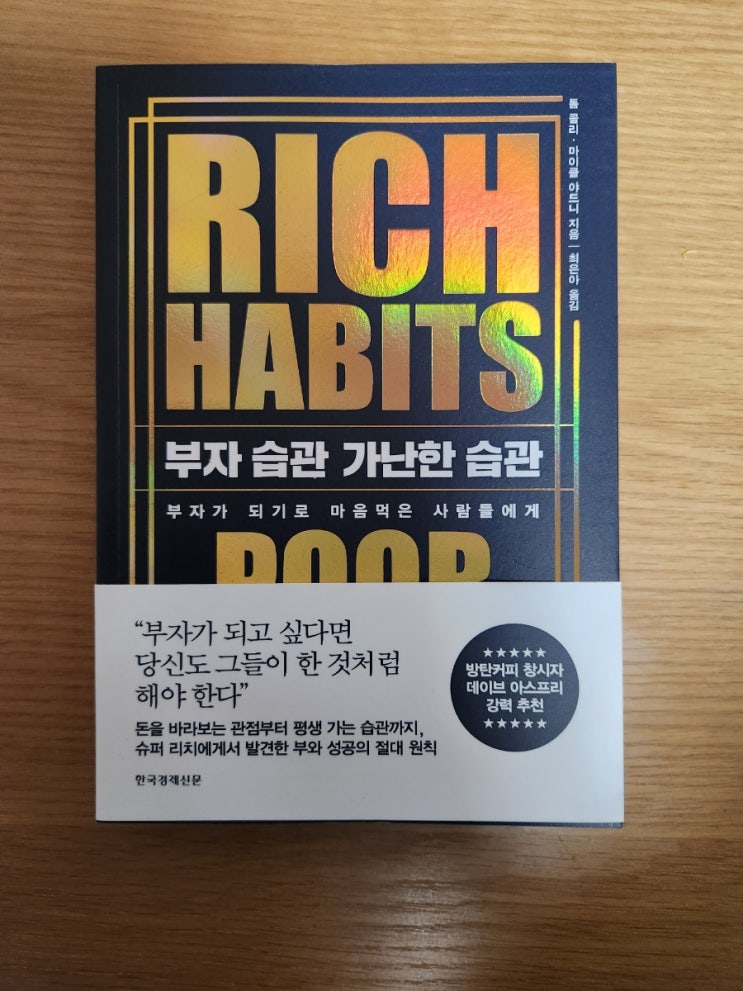 RICH
HABITS
부자 습관 가난한 습관
부자가 되기로 마음먹은 사람들에게
POOR
톰 콜리 · 마이클 야드니 지음 | 최은아 옮김
“부자가 되고 싶다면
당신도 그들이 한 것처럼
해야 한다”
돈을 바라보는 관점부터 평생 가는 습관까지,
슈퍼 리치에게서 발견한 부와 성공의 절대 원칙
한국경제신문
★★★★★
방탄커피 창시자
데이브 아스프리
강력 추천
★★★★★